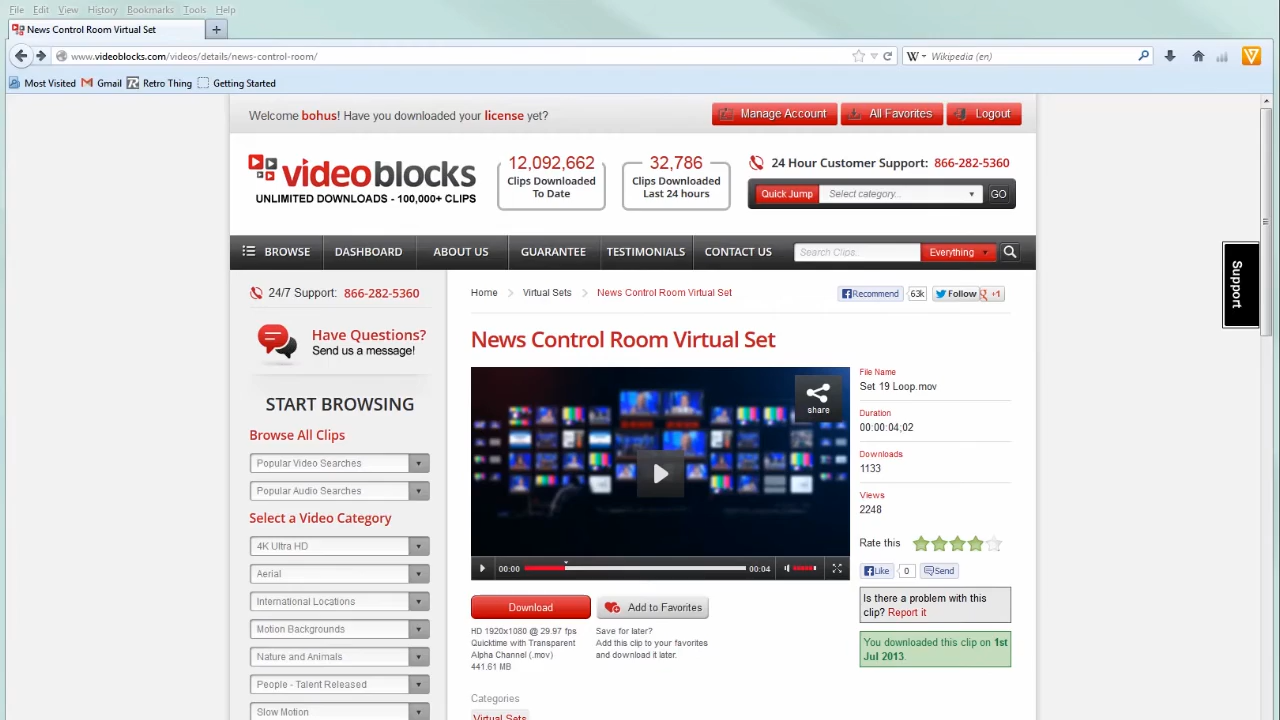 File Edit View History Bookmarks Tools Help
News Control Room Virtual Set
www.videoblocks.com/videos/details/news-control-room/
Wikipedia (en)
Most Visited Gmail Retro Thing Getting Started
Welcome bohus! Have you downloaded your license yet?
Manage Account All Favorites Logout
videoblocks
UNLIMITED DOWNLOADS - 100,000+ CLIPS
12,092,662
Clips Downloaded
To Date
32,786
Clips Downloaded
Last 24 hours
24 Hour Customer Support: 866-282-5360
Quick Jump Select category... GO
BROWSE DASHBOARD ABOUT US GUARANTEE TESTIMONIALS CONTACT US Search Clips... Everything
Support
24/7 Support: 866-282-5360
Have Questions?
Send us a message!
START BROWSING
Browse All Clips
Popular Video Searches
Popular Audio Searches
Select a Video Category
4K Ultra HD
Aerial
International Locations
Motion Backgrounds
Nature and Animals
People - Talent Released
Slow Motion
Home Virtual Sets News Control Room Virtual Set
Recommend 63k Follow +1
News Control Room Virtual Set
share
00:00 00:04
Download Add to Favorites
HD 1920x1080 @ 29.97 fps
Quicktime with Transparent
Alpha Channel (.mov)
441.61 MB
Save for later?
Add this clip to your favorites
and download it later.
Categories
Virtual Sets
File Name
Set 19 Loop.mov
Duration
00:00:04;02
Downloads
1133
Views
2248
Rate this
Like 0 Send
Is there a problem with this
clip? Report it
You downloaded this clip on 1st
Jul 2013.